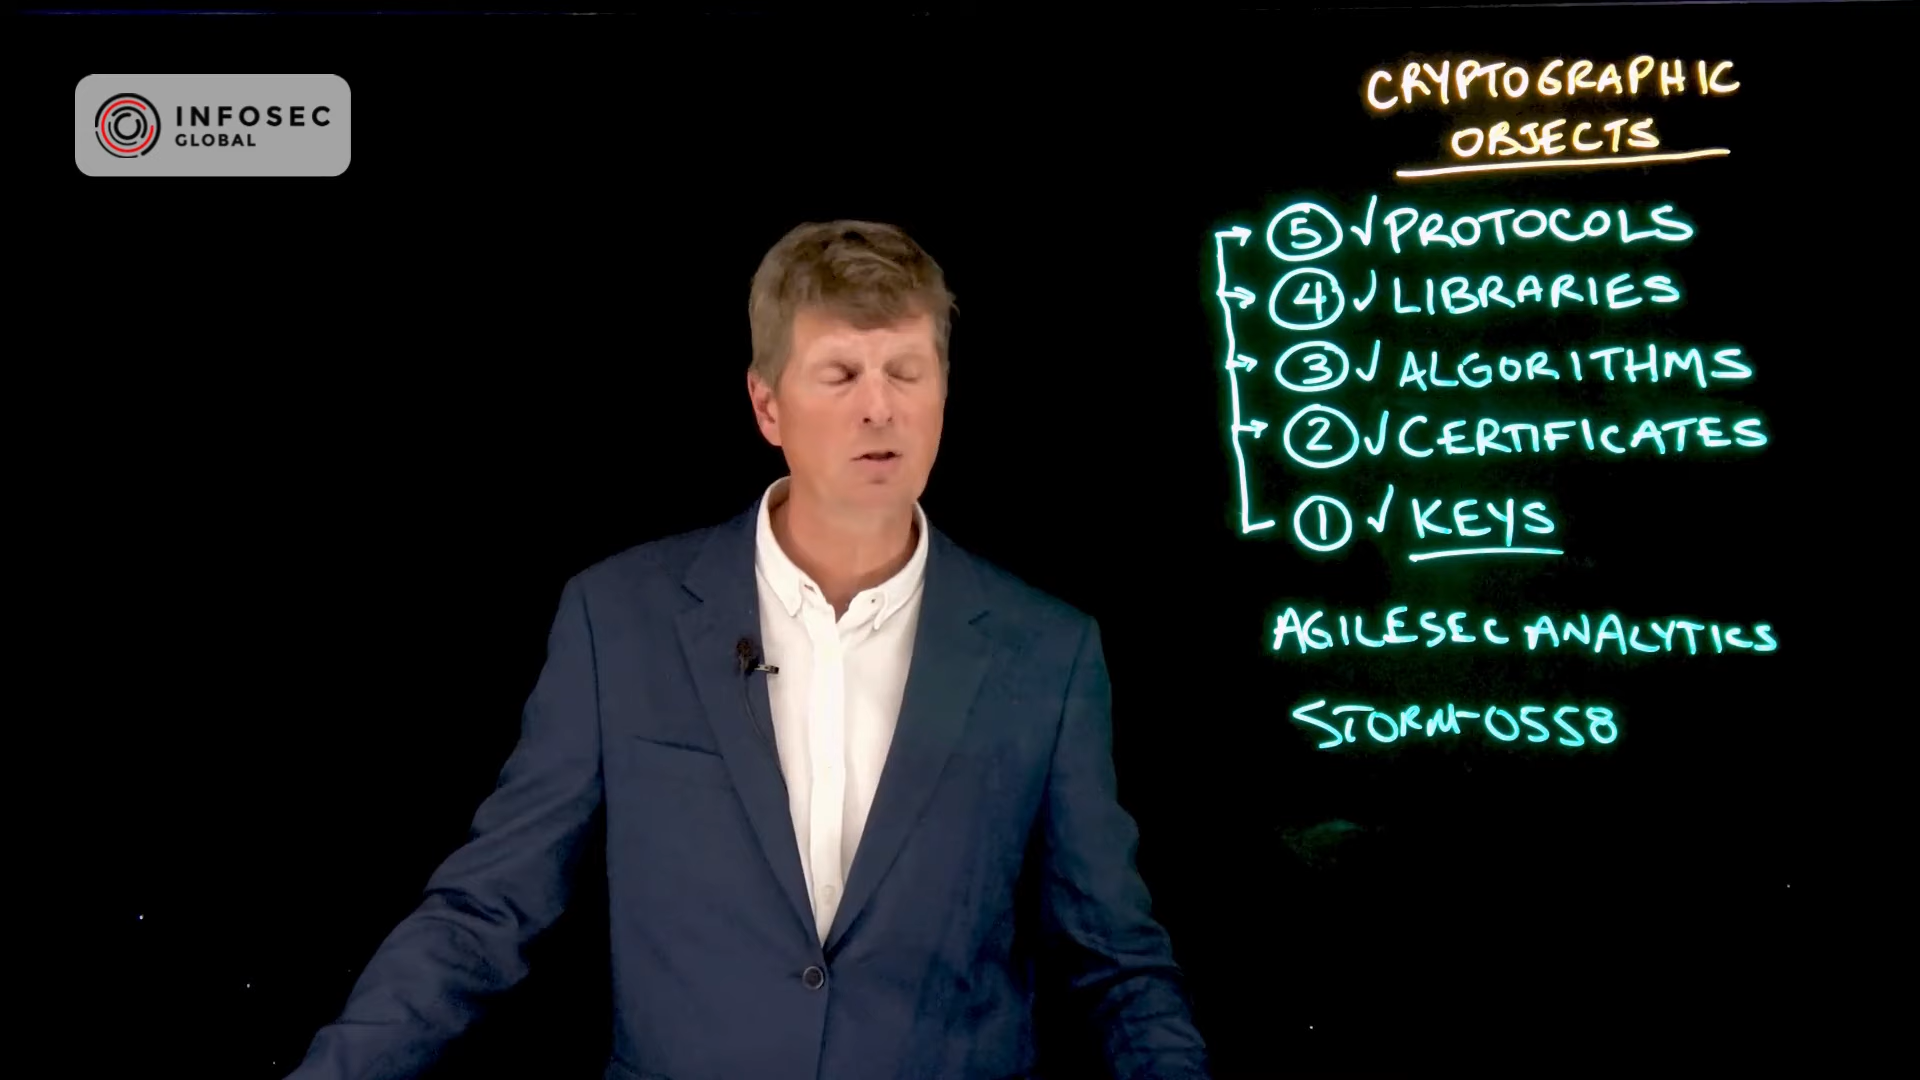 INFOSEC
GLOBAL
CRYPTOGRAPHIC
OBJECTS
5 ✓ PROTOCOLS
4 ✓ LIBRARIES
3 ✓ ALGORITHMS
2 ✓ CERTIFICATES
1 ✓ KEYS
AGILESEC ANALYTICS
STORM-0558